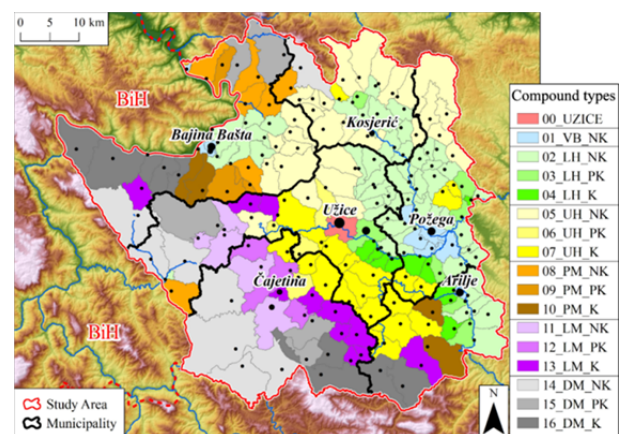 0 5 10 km
BiH
Kosjerić
Bajina Bašta
Užice
Požega
Čajetina
Arilje
BiH
N
Study Area
Municipality
Compound types
00_UZICE
01_VB_NK
02_LH_NK
03_LH_PK
04_LH_K
05_UH_NK
06_UH_PK
07_UH_K
08_PM_NK
09_PM_PK
10_PM_K
11_LM_NK
12_LM_PK
13_LM_K
14_DM_NK
15_DM_PK
16_DM_K